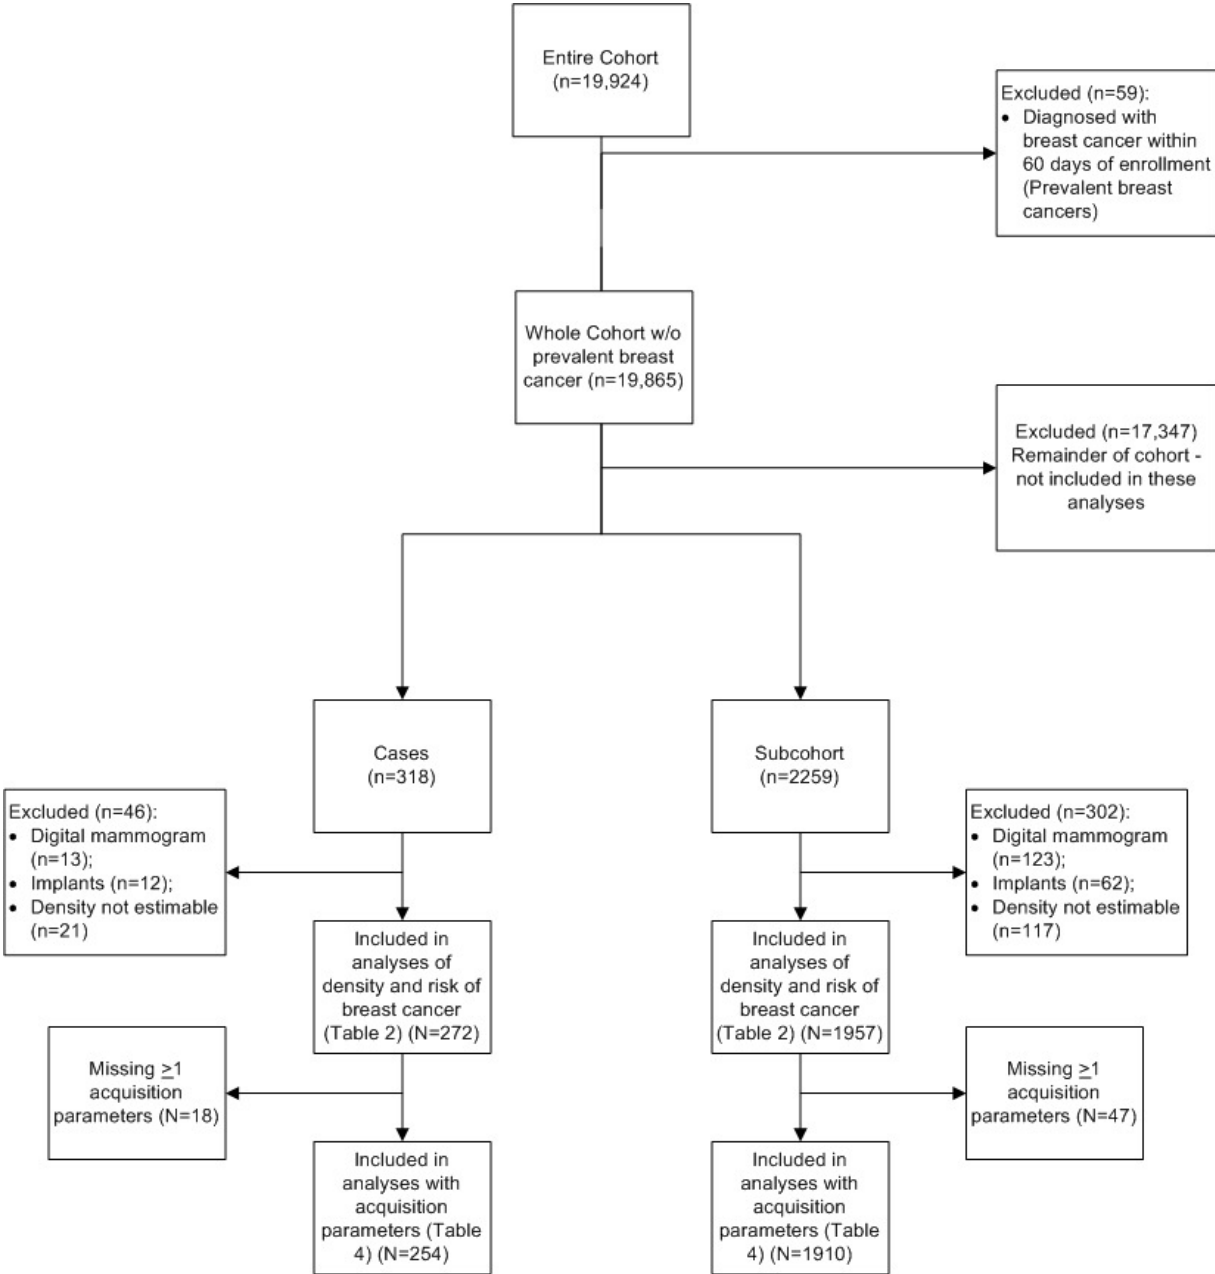 Entire Cohort
(n=19,924)
Excluded (n=59):
• Diagnosed with
breast cancer within
60 days of enrollment
(Prevalent breast
cancers)
Whole Cohort w/o
prevalent breast
cancer (n=19,865)
Excluded (n=17,347)
Remainder of cohort -
not included in these
analyses
Cases
(n=318)
Subcohort
(n=2259)
Excluded (n=46):
• Digital mammogram
(n=13);
• Implants (n=12);
• Density not estimable
(n=21)
Excluded (n=302):
• Digital mammogram
(n=123);
• Implants (n=62);
• Density not estimable
(n=117)
Included in
analyses of
density and risk of
breast cancer
(Table 2) (N=272)
Included in
analyses of
density and risk of
breast cancer
(Table 2) (N=1957)
Missing ≥1
acquisition
parameters (N=18)
Missing ≥1
acquisition
parameters (N=47)
Included in
analyses with
acquisition
parameters (Table
4) (N=254)
Included in
analyses with
acquisition
parameters (Table
4) (N=1910)